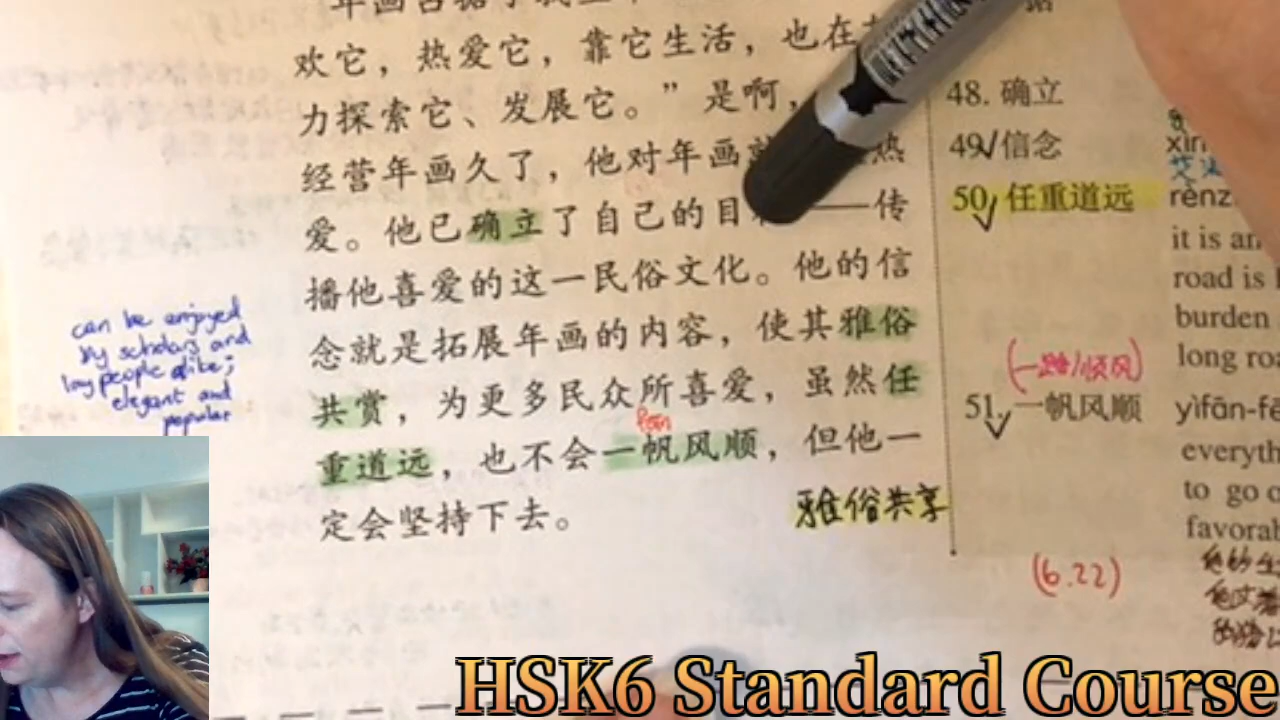 欢它，热爱它，靠它生活，也在
力探索它、发展它。”是啊，
经营年画久了，他对年画 热
爱。他已确立了自己的目 ——传
播他喜爱的这一民俗文化。他的信
念就是拓展年画的内容，使其雅俗
共赏，为更多民众所喜爱，虽然任
fān
重道远，也不会一帆风顺，但他一
定会坚持下去。
雅俗共享
can be enjoyed
by scholars and
lay people alike;
elegant and
popular
48. 确立
49. 信念 xìn
50. 任重道远 rènz
it is an
road is
burden
long roa
(一路顺风)
51. 一帆风顺 yìfān-fē
everyth
to go
favorab
(6.22)
HSK6 Standard Course